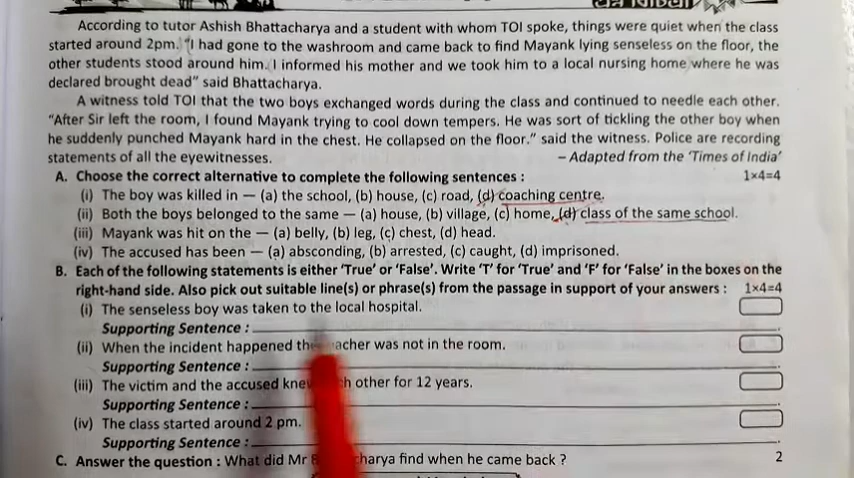 According to tutor Ashish Bhattacharya and a student with whom TOI spoke, things were quiet when the class
started around 2pm. "I had gone to the washroom and came back to find Mayank lying senseless on the floor, the
other students stood around him. I informed his mother and we took him to a local nursing home where he was
declared brought dead" said Bhattacharya.
A witness told TOI that the two boys exchanged words during the class and continued to needle each other.
"After Sir left the room, I found Mayank trying to cool down tempers. He was sort of tickling the other boy when
he suddenly punched Mayank hard in the chest. He collapsed on the floor." said the witness. Police are recording
statements of all the eyewitnesses. – Adapted from the 'Times of India'
A. Choose the correct alternative to complete the following sentences : 1×4=4
(i) The boy was killed in — (a) the school, (b) house, (c) road, (d) coaching centre.
(ii) Both the boys belonged to the same — (a) house, (b) village, (c) home, (d) class of the same school.
(iii) Mayank was hit on the — (a) belly, (b) leg, (c) chest, (d) head.
(iv) The accused has been — (a) absconding, (b) arrested, (c) caught, (d) imprisoned.
B. Each of the following statements is either 'True' or 'False'. Write 'T' for 'True' and 'F' for 'False' in the boxes on the
right-hand side. Also pick out suitable line(s) or phrase(s) from the passage in support of your answers : 1×4=4
(i) The senseless boy was taken to the local hospital.
Supporting Sentence :
(ii) When the incident happened was not in the room.
Supporting Sentence :
(iii) The victim and the accused other for 12 years.
Supporting Sentence :
(iv) The class started around 2 pm.
Supporting Sentence :
C. Answer the question : What did Mr find when he came back ? 2